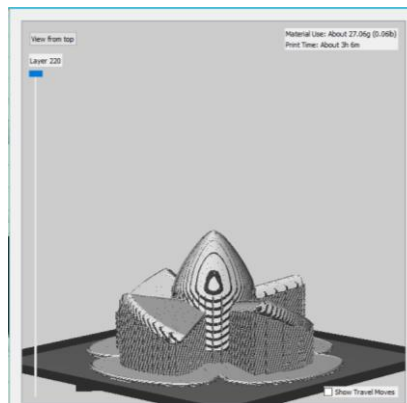 View from top
Material Use: About 27.06g (0.06lb)
Print Time: About 3h 6m
Layer 220
Show Travel Moves